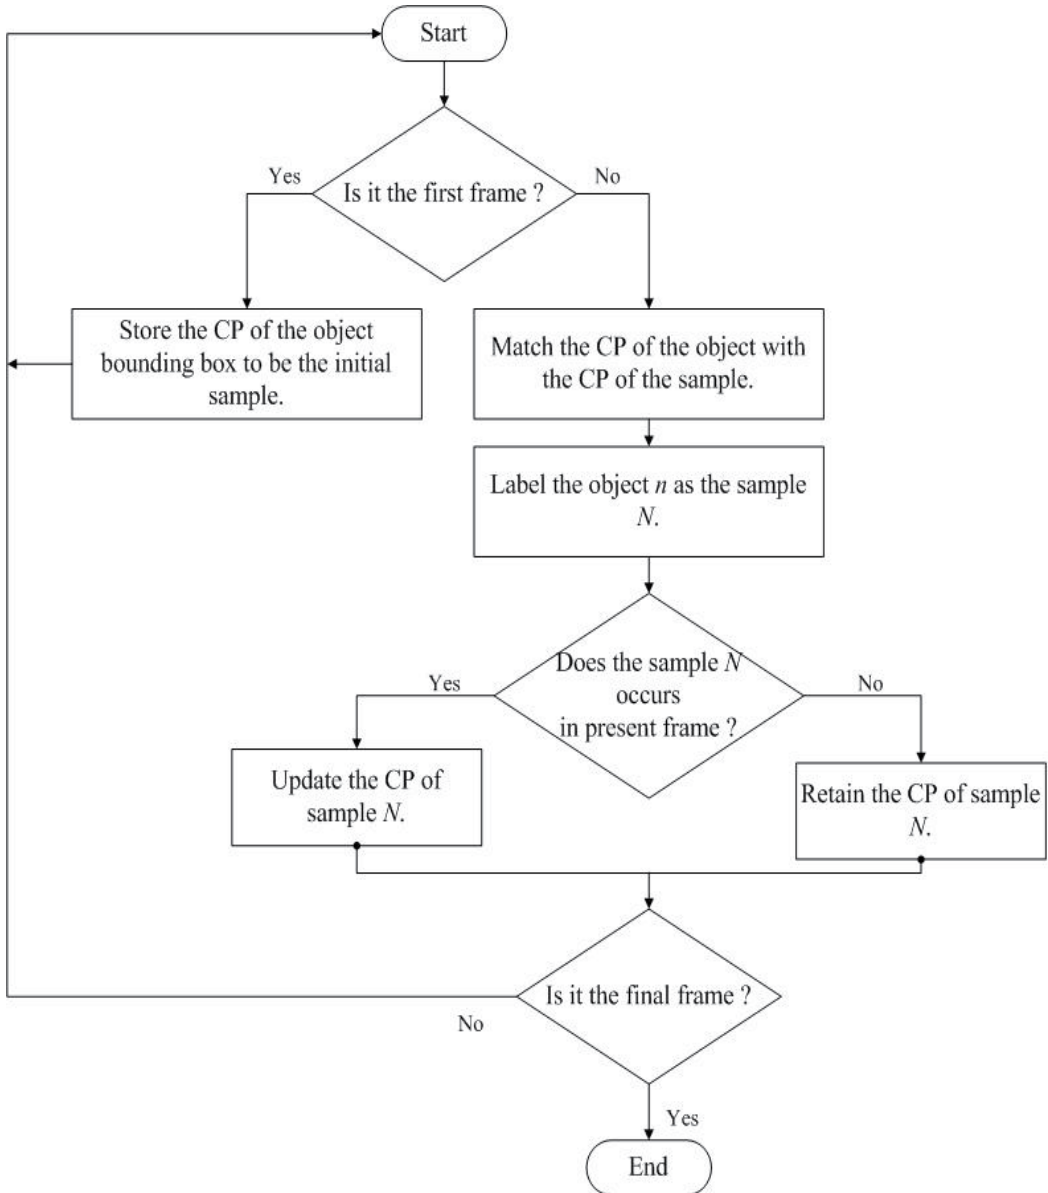 Start
Is it the first frame ?
Yes
No
Store the CP of the object
bounding box to be the initial
sample.
Match the CP of the object with
the CP of the sample.
Label the object n as the sample
N.
Does the sample N
occurs
in present frame ?
Yes
No
Update the CP of
sample N.
Retain the CP of sample
N.
Is it the final frame ?
No
Yes
End